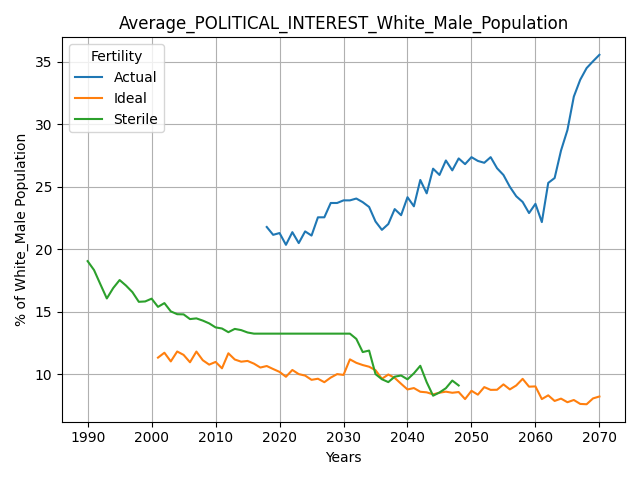 Average_POLITICAL_INTEREST_White_Male_Population
Fertility
Actual
Ideal
Sterile
% of White_Male Population
35
30
25
20
15
10
1990 2000 2010 2020 2030 2040 2050 2060 2070
Years